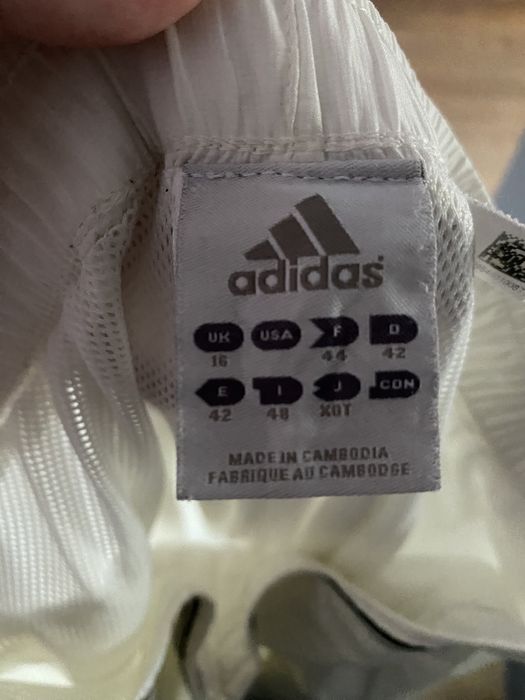 adidas
UK USA F D
16 44 42
E I J CDN
42 48 XOT
MADE IN CAMBODIA
FABRIQUE AU CAMBODGE